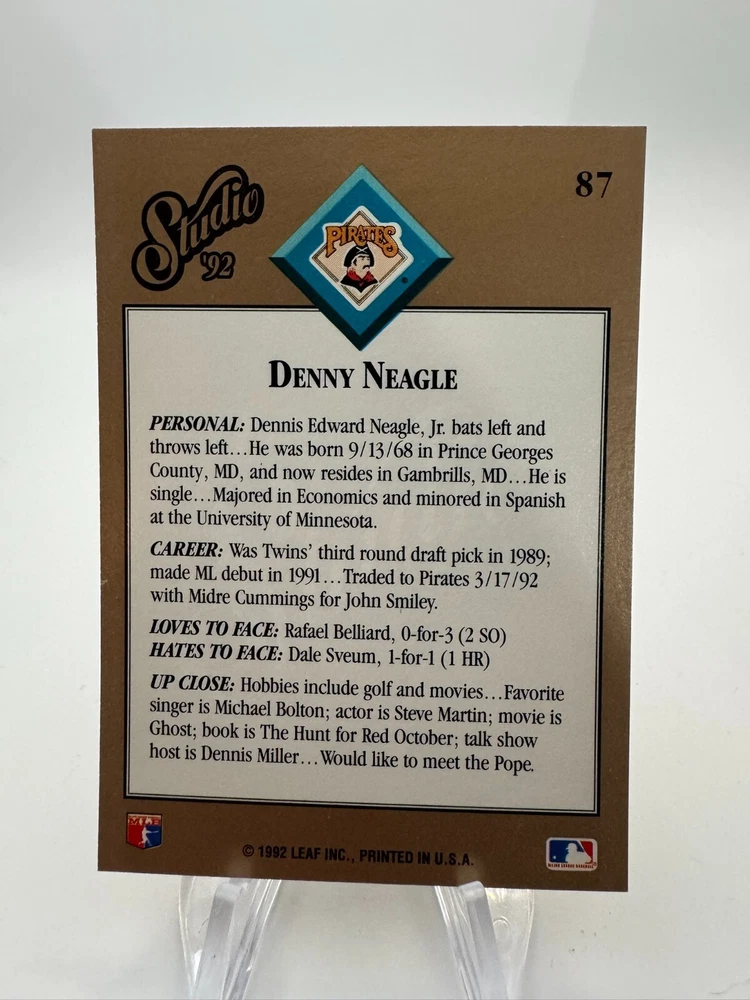 Studio
'92
PIRATES
87
DENNY NEAGLE
PERSONAL: Dennis Edward Neagle, Jr. bats left and
throws left...He was born 9/13/68 in Prince Georges
County, MD, and now resides in Gambrills, MD...He is
single...Majored in Economics and minored in Spanish
at the University of Minnesota.
CAREER: Was Twins' third round draft pick in 1989;
made ML debut in 1991...Traded to Pirates 3/17/92
with Midre Cummings for John Smiley.
LOVES TO FACE: Rafael Belliard, 0-for-3 (2 SO)
HATES TO FACE: Dale Sveum, 1-for-1 (1 HR)
UP CLOSE: Hobbies include golf and movies...Favorite
singer is Michael Bolton; actor is Steve Martin; movie is
Ghost; book is The Hunt for Red October; talk show
host is Dennis Miller...Would like to meet the Pope.
© 1992 LEAF INC., PRINTED IN U.S.A.
MAJOR LEAGUE BASEBALL